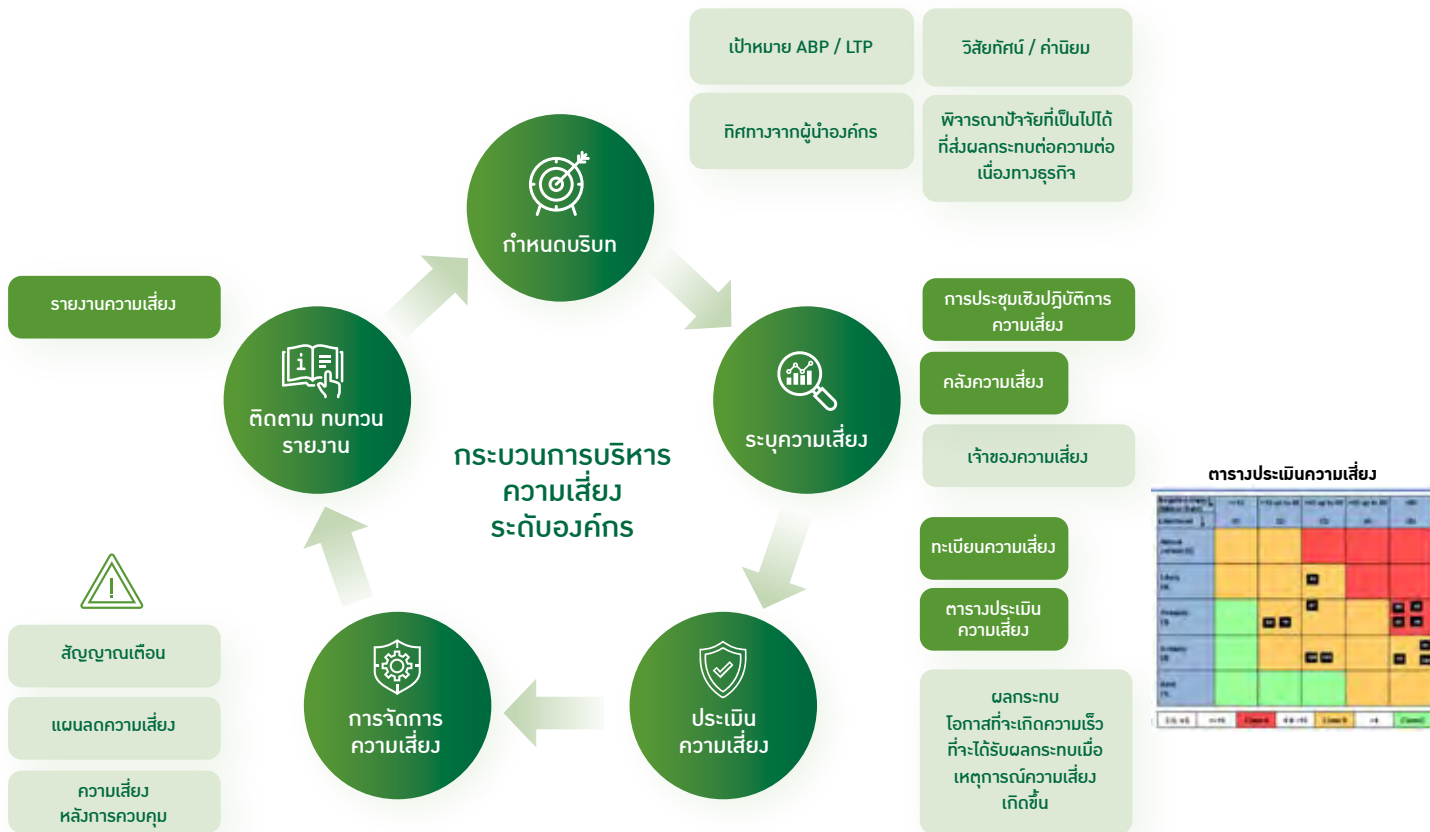 เป้าหมาย ABP / LTP
วิสัยทัศน์ / ค่านิยม
ทิศทางจากผู้นำองค์กร
พิจารณาปัจจัยที่เป็นไปได้
ที่ส่งผลกระทบต่อความต่อ
เนื่องทางธุรกิจ
กำหนดบริบท
รายงานความเสี่ยง
ติดตาม ทบทวน
รายงาน
การประชุมเชิงปฏิบัติการ
ความเสี่ยง
คลังความเสี่ยง
เจ้าของความเสี่ยง
ระบุความเสี่ยง
กระบวนการบริหาร
ความเสี่ยง
ระดับองค์กร
ตารางประเมินความเสี่ยง
ทะเบียนความเสี่ยง
ตารางประเมิน
ความเสี่ยง
ผลกระทบ
โอกาสที่จะเกิดความเร็ว
ที่จะได้รับผลกระทบเมื่อ
เหตุการณ์ความเสี่ยง
เกิดขึ้น
ประเมิน
ความเสี่ยง
การจัดการ
ความเสี่ยง
!
สัญญาณเตือน
แผนลดความเสี่ยง
ความเสี่ยง
หลังการควบคุม